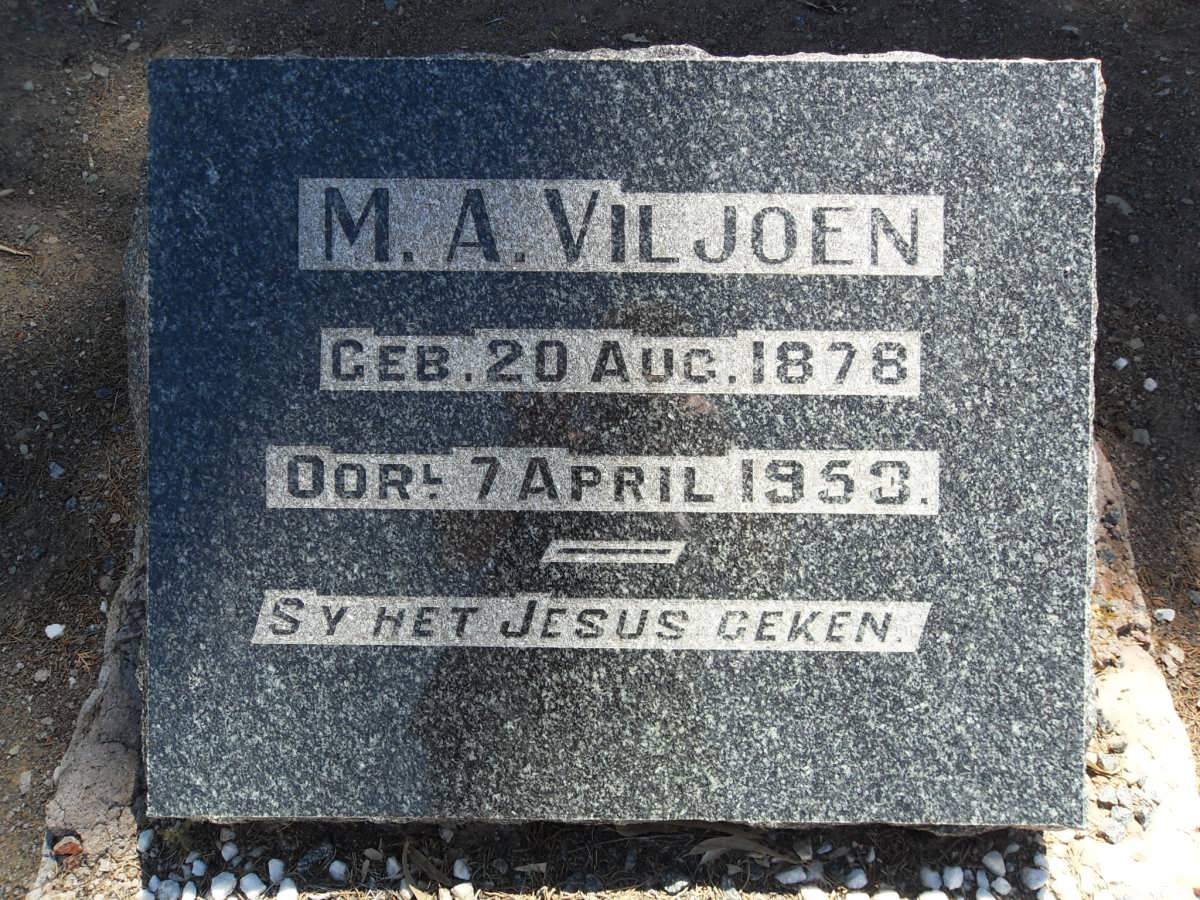 M. A. VILJOEN
GEB. 20 AUG. 1878
OORL. 7 APRIL 1953.
SY HET JESUS GEKEN.